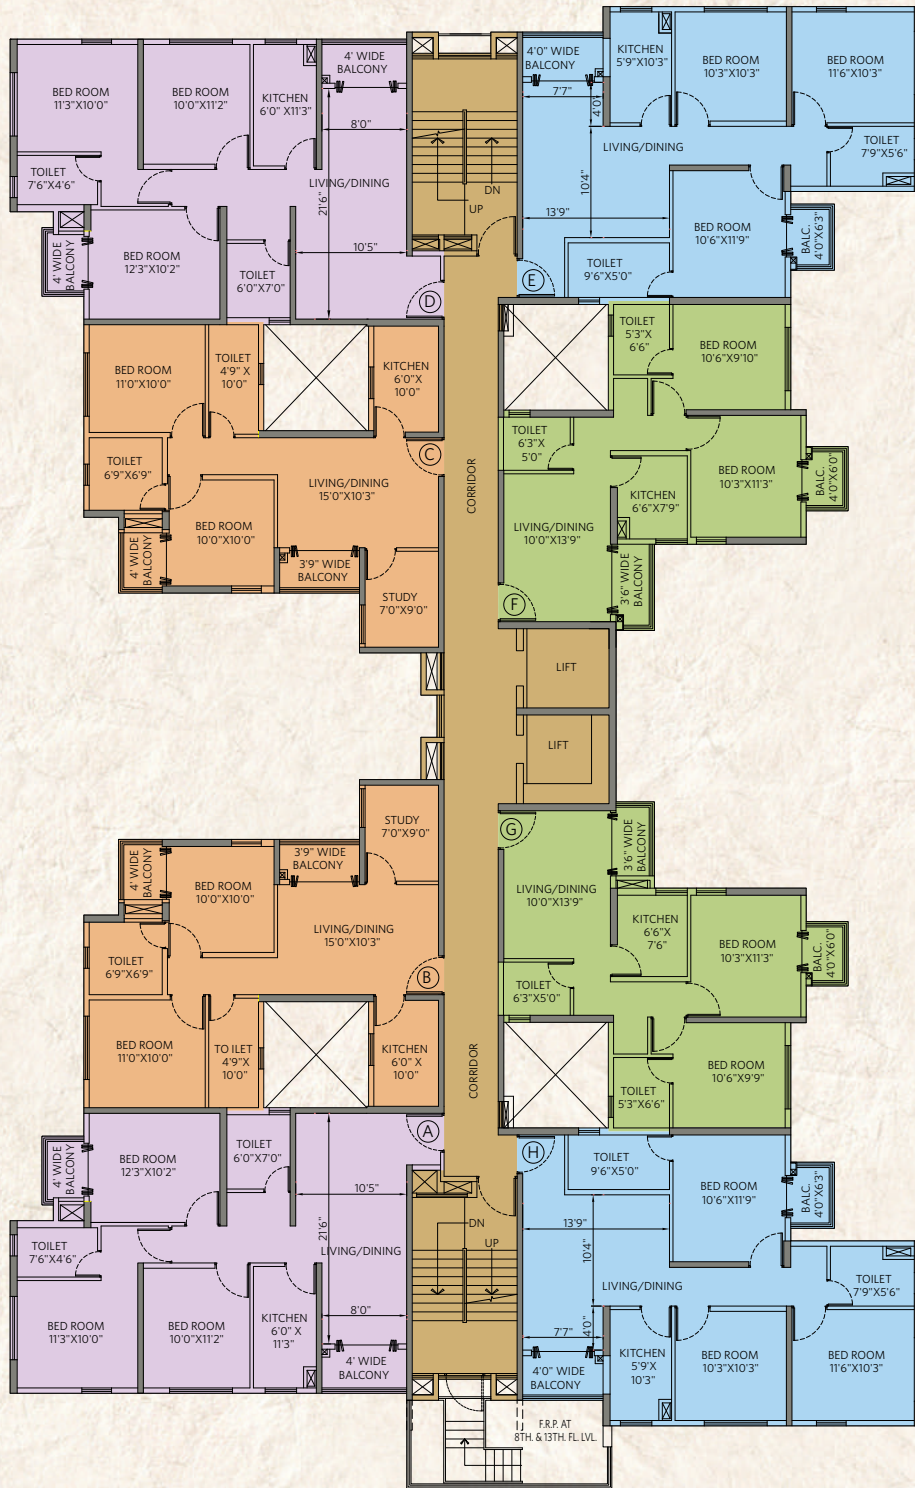 4' WIDE
BALCONY
BED ROOM
11'3"X10'0"
BED ROOM
10'0"X11'2"
KITCHEN
6'0" X11'3"
8'0"
TOILET
7'6"X4'6"
LIVING/DINING
21'6"
10'5"
BED ROOM
12'3"X10'2"
4' WIDE
BALCONY
TOILET
6'0"X7'0"
D
DN
UP
4'0" WIDE
BALCONY
7'7"
4'0"
KITCHEN
5'9"X10'3"
BED ROOM
10'3"X10'3"
BED ROOM
11'6"X10'3"
LIVING/DINING
TOILET
7'9"X5'6"
10'4"
13'9"
BED ROOM
10'6"X11'9"
BALC.
4'0"X6'3"
TOILET
9'6"X5'0"
E
BED ROOM
11'0"X10'0"
TOILET
4'9" X
10'0"
KITCHEN
6'0"X
10'0"
C
TOILET
6'9"X6'9"
LIVING/DINING
15'0"X10'3"
BED ROOM
10'0"X10'0"
4' WIDE
BALCONY
3'9" WIDE
BALCONY
STUDY
7'0"X9'0"
CORRIDOR
TOILET
5'3"X
6'6"
BED ROOM
10'6"X9'10"
TOILET
6'3"X
5'0"
BED ROOM
10'3"X11'3"
BALC.
4'0"X6'0"
KITCHEN
6'6"X7'9"
LIVING/DINING
10'0"X13'9"
3'6" WIDE
BALCONY
F
LIFT
LIFT
STUDY
7'0"X9'0"
3'9" WIDE
BALCONY
4' WIDE
BALCONY
BED ROOM
10'0"X10'0"
LIVING/DINING
15'0"X10'3"
TOILET
6'9"X6'9"
B
BED ROOM
11'0"X10'0"
TO ILET
4'9"X
10'0"
KITCHEN
6'0" X
10'0"
G
3'6" WIDE
BALCONY
LIVING/DINING
10'0"X13'9"
KITCHEN
6'6"X
7'6"
BED ROOM
10'3"X11'3"
BALC.
4'0"X6'0"
TOILET
6'3"X5'0"
BED ROOM
10'6"X9'9"
TOILET
5'3"X6'6"
CORRIDOR
A
TOILET
6'0"X7'0"
BED ROOM
12'3"X10'2"
4' WIDE
BALCONY
10'5"
21'6"
LIVING/DINING
TOILET
7'6"X4'6"
8'0"
BED ROOM
11'3"X10'0"
BED ROOM
10'0"X11'2"
KITCHEN
6'0" X
11'3"
4' WIDE
BALCONY
DN
UP
H
TOILET
9'6"X5'0"
BED ROOM
10'6"X11'9"
BALC.
4'0"X6'3"
13'9"
10'4"
LIVING/DINING
TOILET
7'9"X5'6"
7'7"
4'0"
KITCHEN
5'9'X
10'3"
BED ROOM
10'3"X10'3"
BED ROOM
11'6"X10'3"
4'0" WIDE
BALCONY
F.R.P. AT
8TH. & 13TH. FL. LVL.